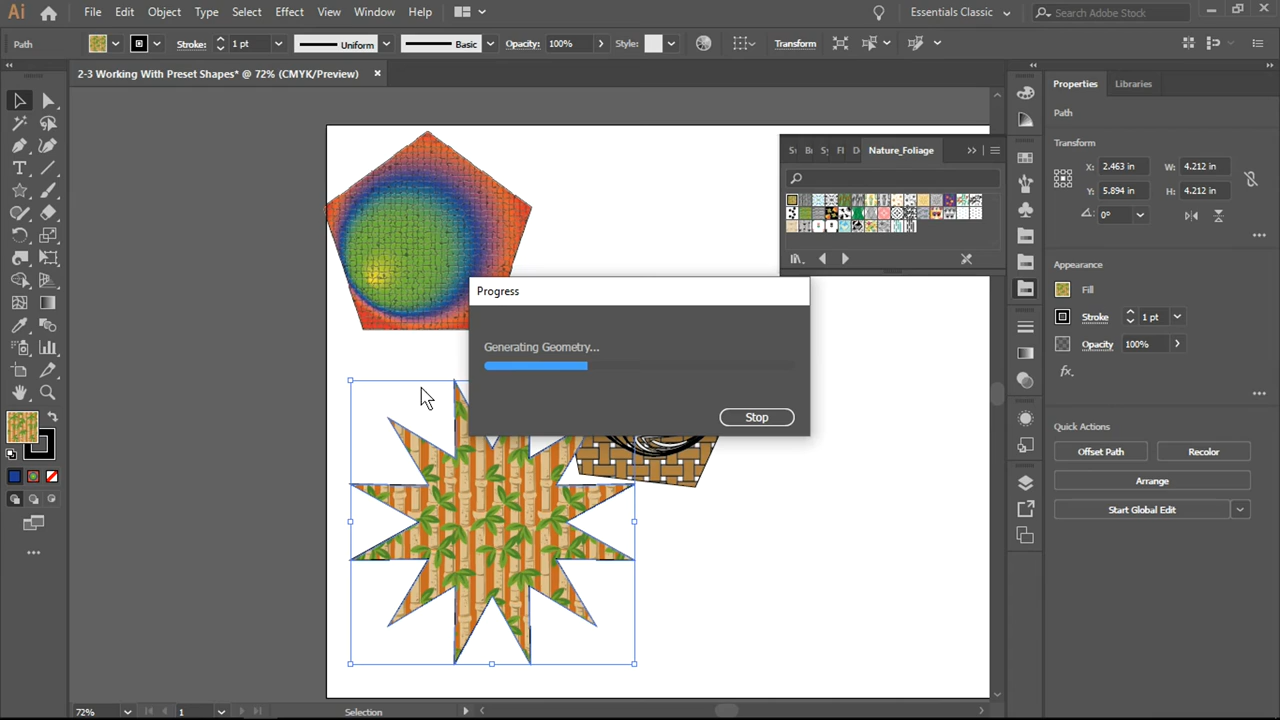 Ai File Edit Object Type Select Effect View Window Help Essentials Classic Search Adobe Stock
Path Stroke: 1 pt Uniform Basic Opacity: 100% Style: Transform
2-3 Working With Preset Shapes* @ 72% (CMYK/Preview) ×
Properties Libraries
Path
Nature_Foliage
Transform
X: 2.463 in W: 4.212 in
Y: 5.894 in H: 4.212 in
0°
Appearance
Fill
Stroke 1 pt
Opacity 100%
fx.
Progress
Generating Geometry...
Stop
Quick Actions
Offset Path Recolor
Arrange
Start Global Edit
72% 1 Selection